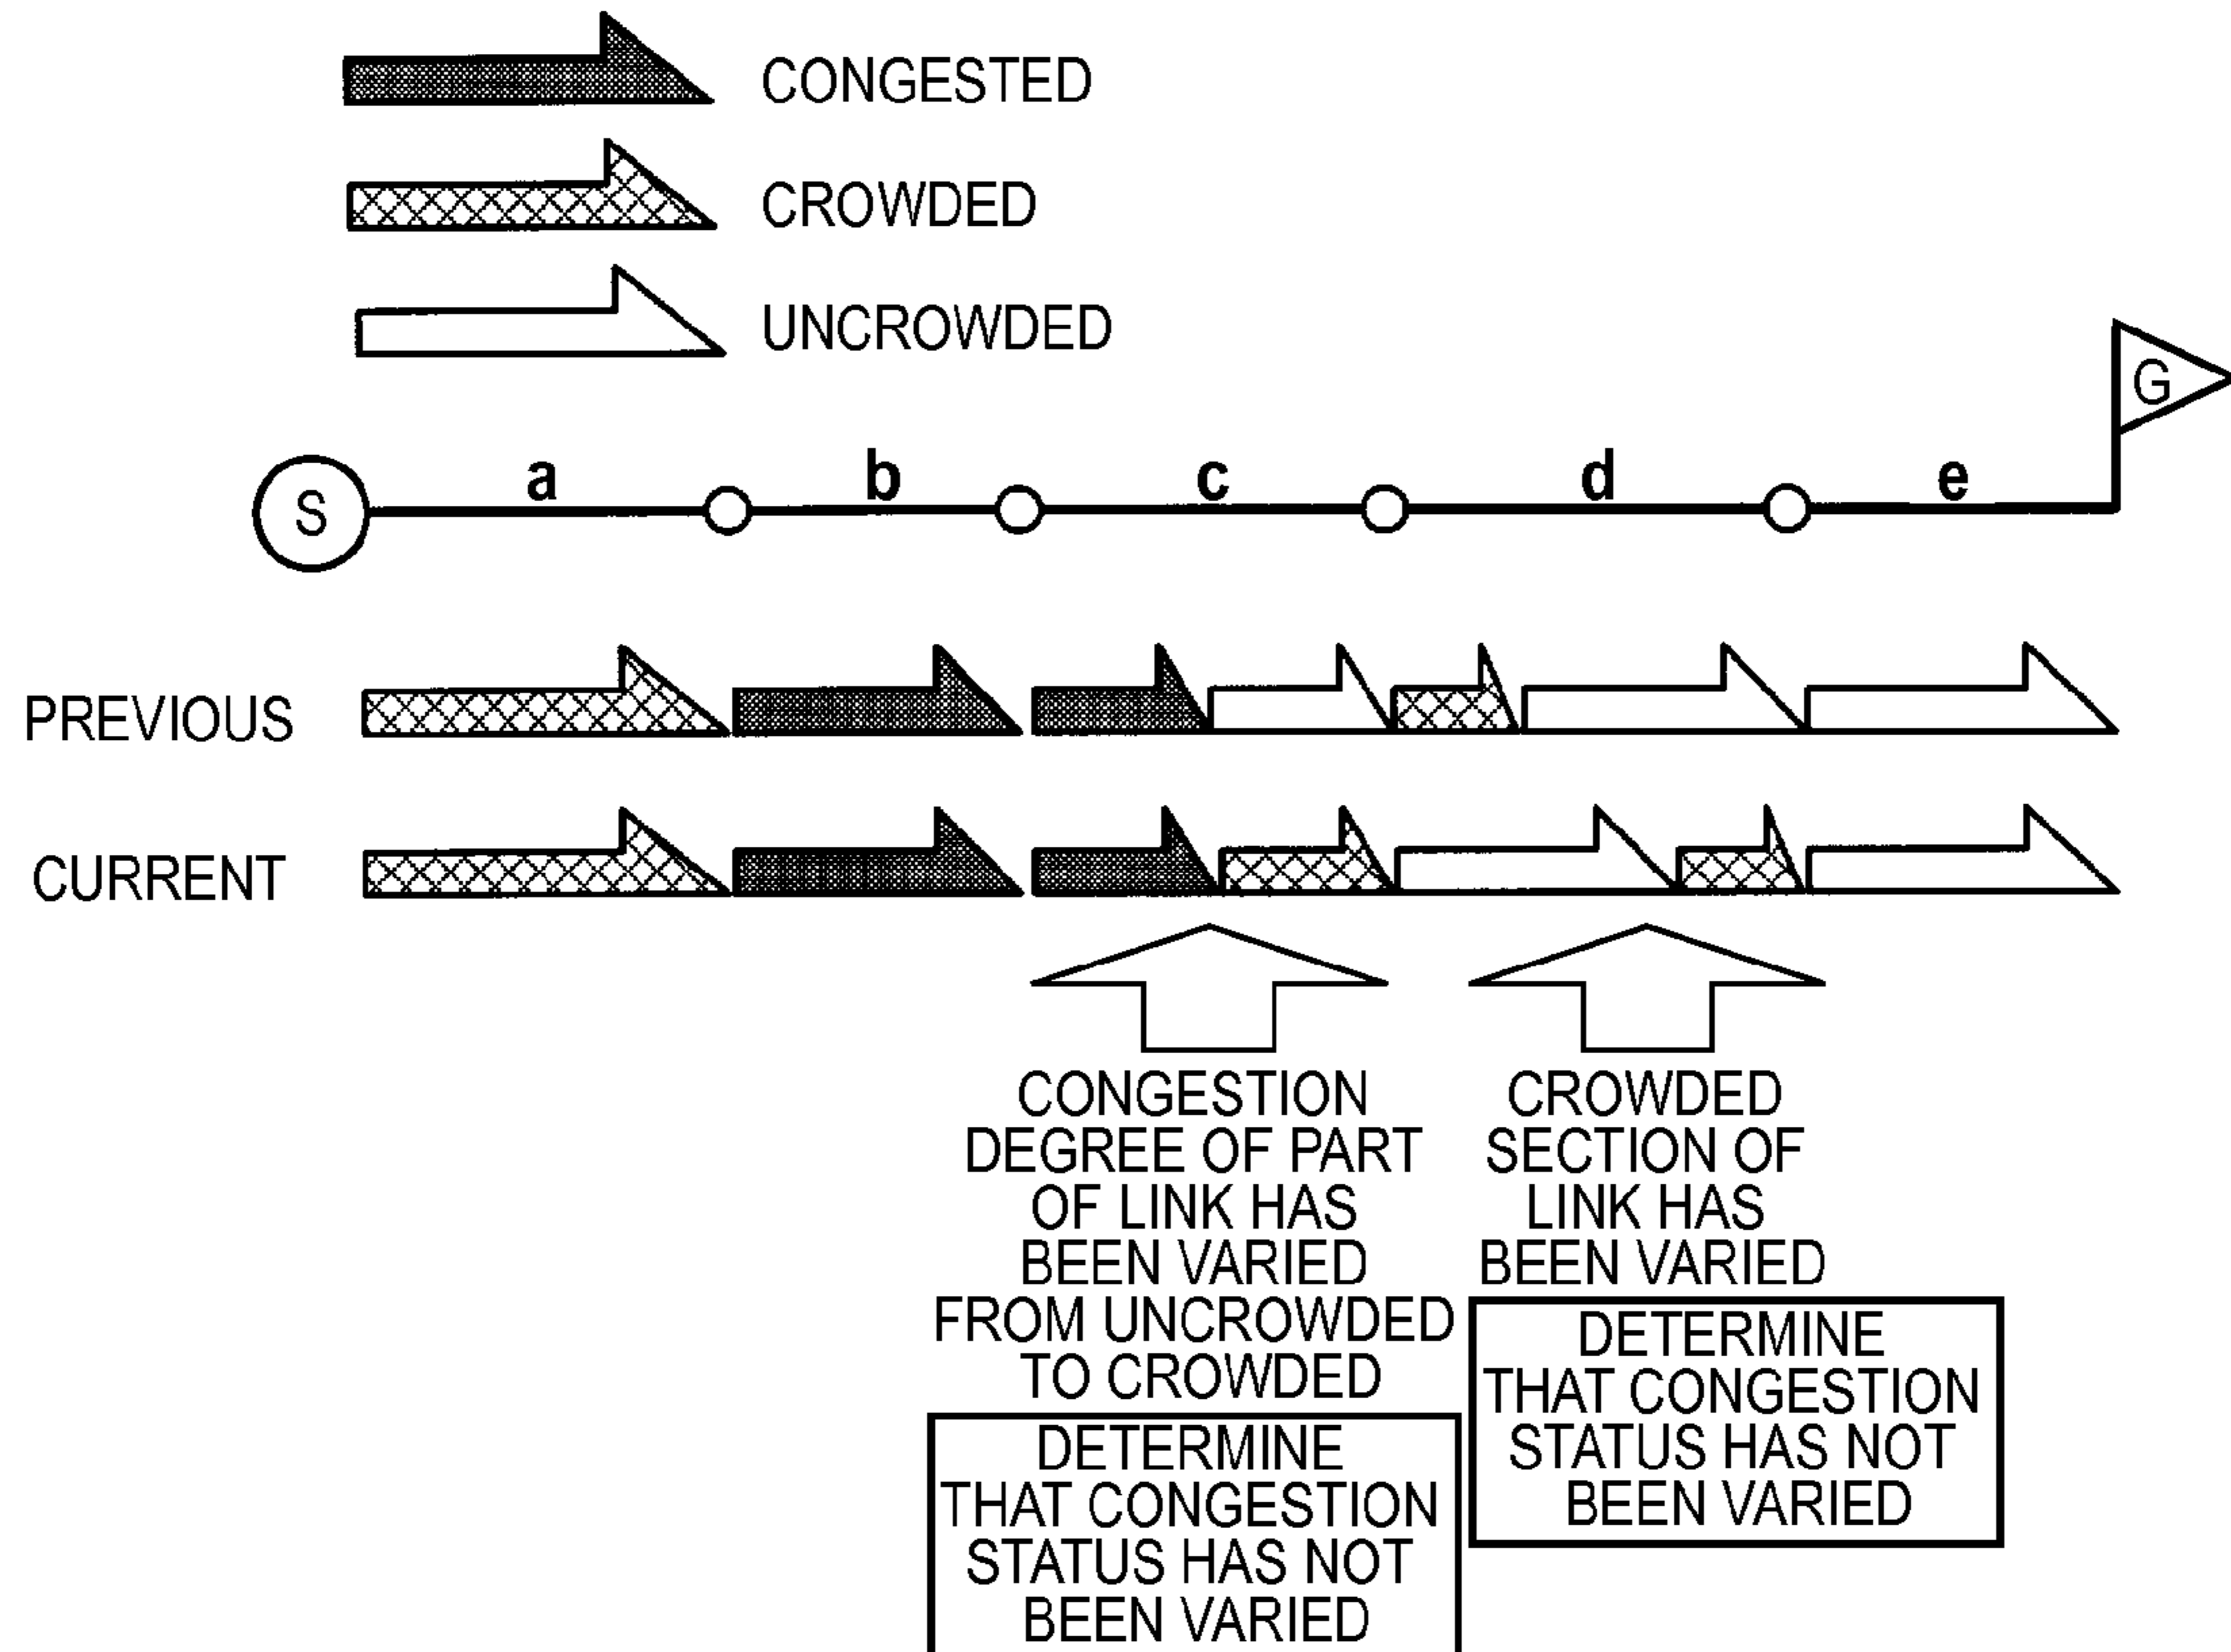 CONGESTED
CROWDED
UNCROWDED
G
S
a
b
c
d
e
PREVIOUS
CURRENT
CONGESTION
DEGREE OF PART
OF LINK HAS
BEEN VARIED
FROM UNCROWDED
TO CROWDED
DETERMINE
THAT CONGESTION
STATUS HAS NOT
BEEN VARIED
CROWDED
SECTION OF
LINK HAS
BEEN VARIED
DETERMINE
THAT CONGESTION
STATUS HAS NOT
BEEN VARIED